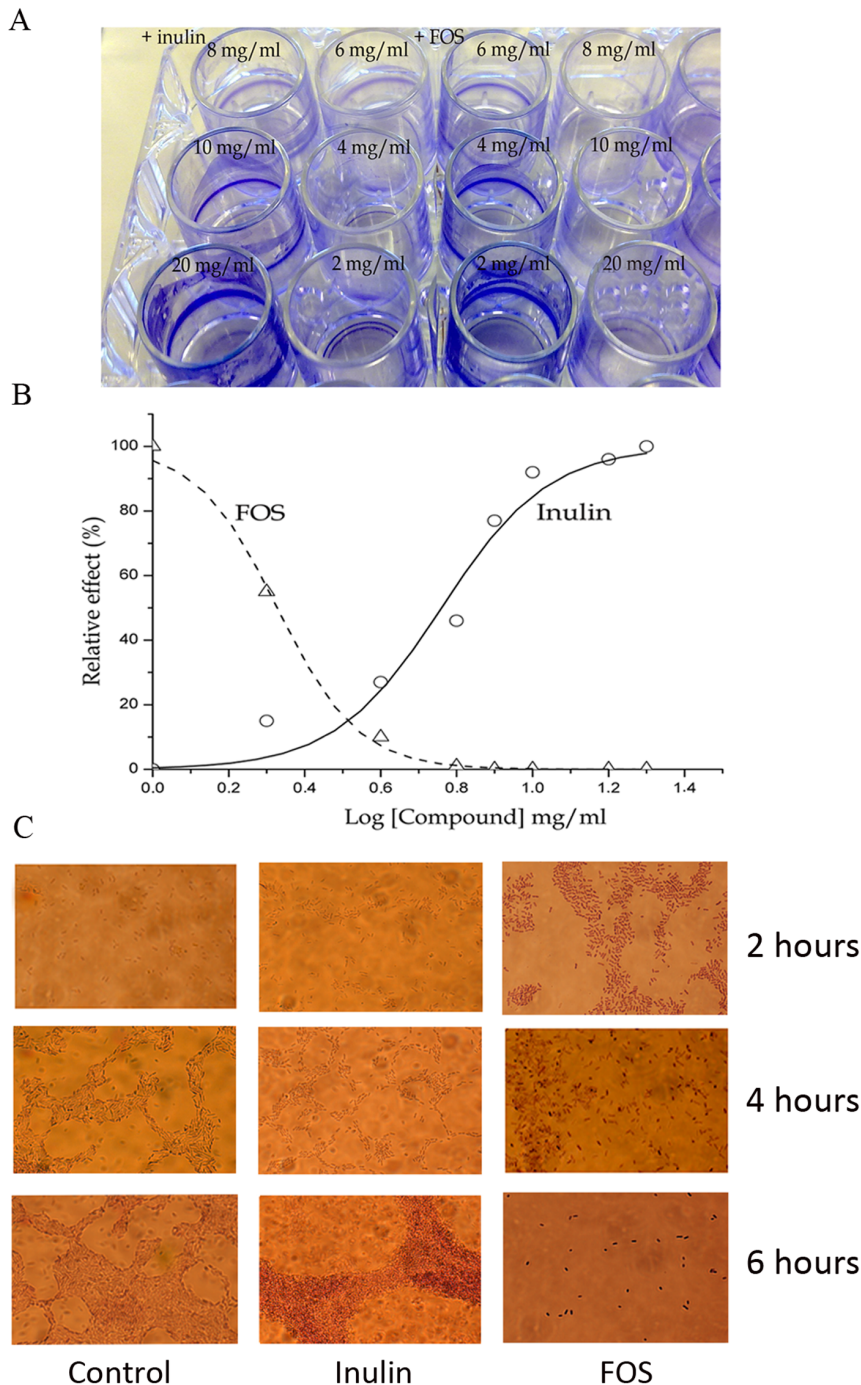 A
+ inulin + FOS
8 mg/ml 6 mg/ml 6 mg/ml 8 mg/ml
10 mg/ml 4 mg/ml 4 mg/ml 10 mg/ml
20 mg/ml 2 mg/ml 2 mg/ml 20 mg/ml
B
Relative effect (%)
100
80
60
40
20
0
FOS
Inulin
0.0 0.2 0.4 0.6 0.8 1.0 1.2 1.4
Log [Compound] mg/ml
C
2 hours
4 hours
6 hours
Control Inulin FOS